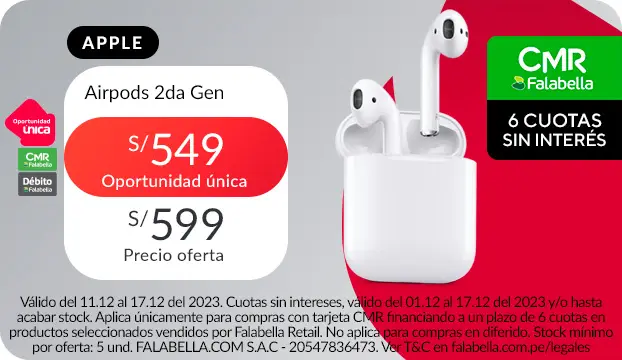 APPLE
Airpods 2da Gen
S/549
Oportunidad única
S/599
Precio oferta
Oportunidad
única
CMR
Falabella
Débito
Falabella
CMR
Falabella
6 CUOTAS
SIN INTERÉS
Válido del 11.12 al 17.12 del 2023. Cuotas sin intereses, válido del 01.12 al 17.12 del 2023 y/o hasta
acabar stock. Aplica únicamente para compras con tarjeta CMR financiando a un plazo de 6 cuotas en
productos seleccionados vendidos por Falabella Retail. No aplica para compras en diferido. Stock mínimo
por oferta: 5 und. FALABELLA.COM S.A.C - 20547836473. Ver T&C en falabella.com.pe/legales